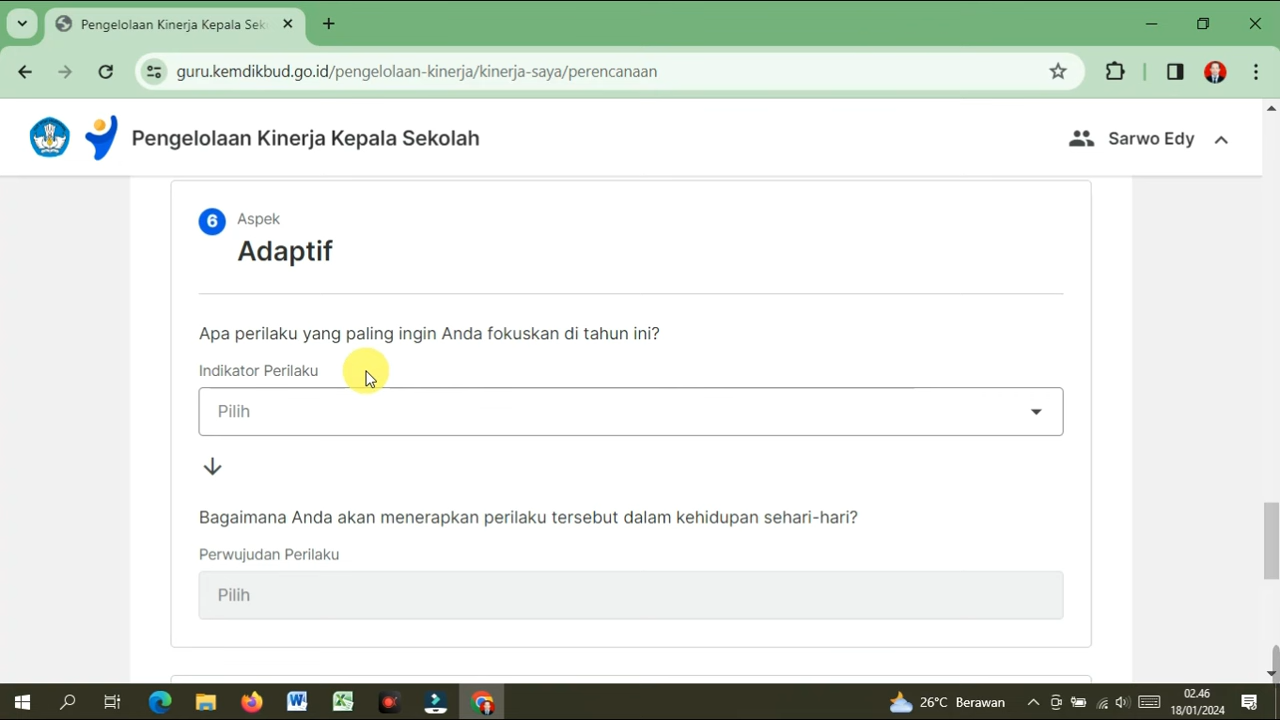 Pengelolaan Kinerja Kepala Sek
guru.kemdikbud.go.id/pengelolaan-kinerja/kinerja-saya/perencanaan
Pengelolaan Kinerja Kepala Sekolah
Sarwo Edy
6
Aspek
Adaptif
Apa perilaku yang paling ingin Anda fokuskan di tahun ini?
Indikator Perilaku
Pilih
Bagaimana Anda akan menerapkan perilaku tersebut dalam kehidupan sehari-hari?
Perwujudan Perilaku
Pilih
26°C Berawan
02.46
18/01/2024